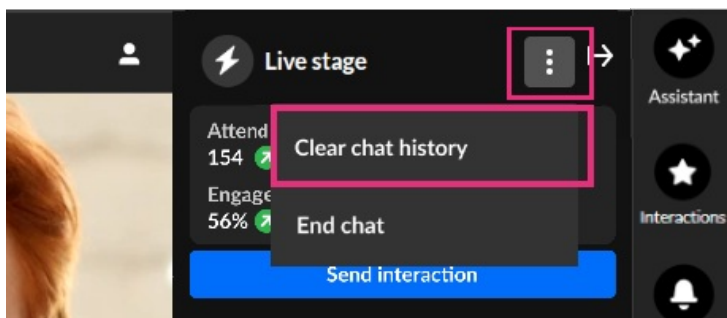 Live stage
Assistant
Attend
154
Clear chat history
Engage
56%
End chat
Interactions
Send interaction